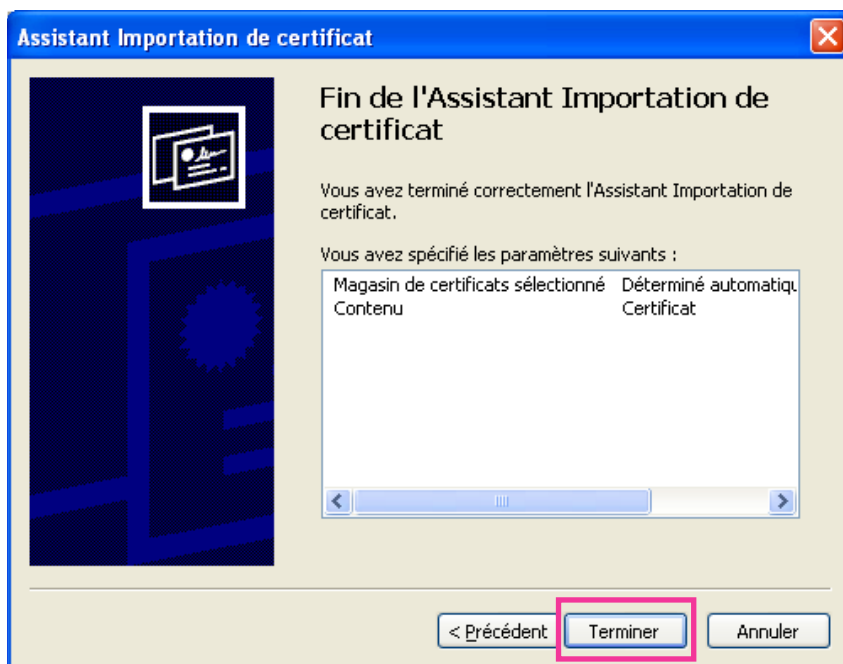 Assistant Importation de certificat
Fin de l'Assistant Importation de
certificat
Vous avez terminé correctement l'Assistant Importation de
certificat.
Vous avez spécifié les paramètres suivants :
Magasin de certificats sélectionné Déterminé automatiqu
Contenu Certificat
< Précédent Terminer Annuler